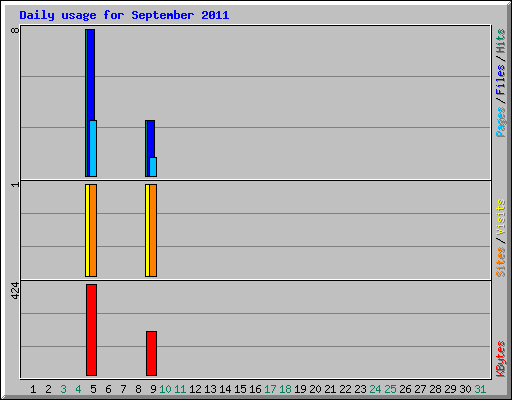 Daily usage for September 2011
8
Pages / Files / Hits
1
Sites / Visits
424
KBytes
1 2 3 4 5 6 7 8 9 10 11 12 13 14 15 16 17 18 19 20 21 22 23 24 25 26 27 28 29 30 31